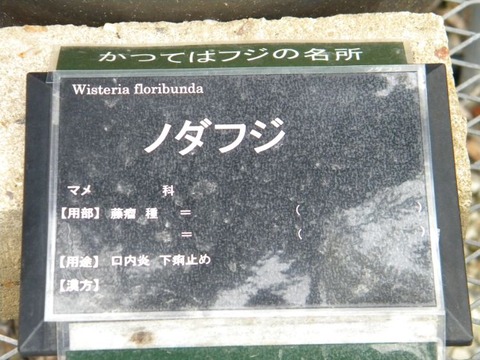 かつてはフジの名所
Wisteria floribunda
ノダフジ
マメ 科
【用部】 藤瘤 種 = ( )
= ( )
【用途】 口内炎 下痢止め
【漢方】